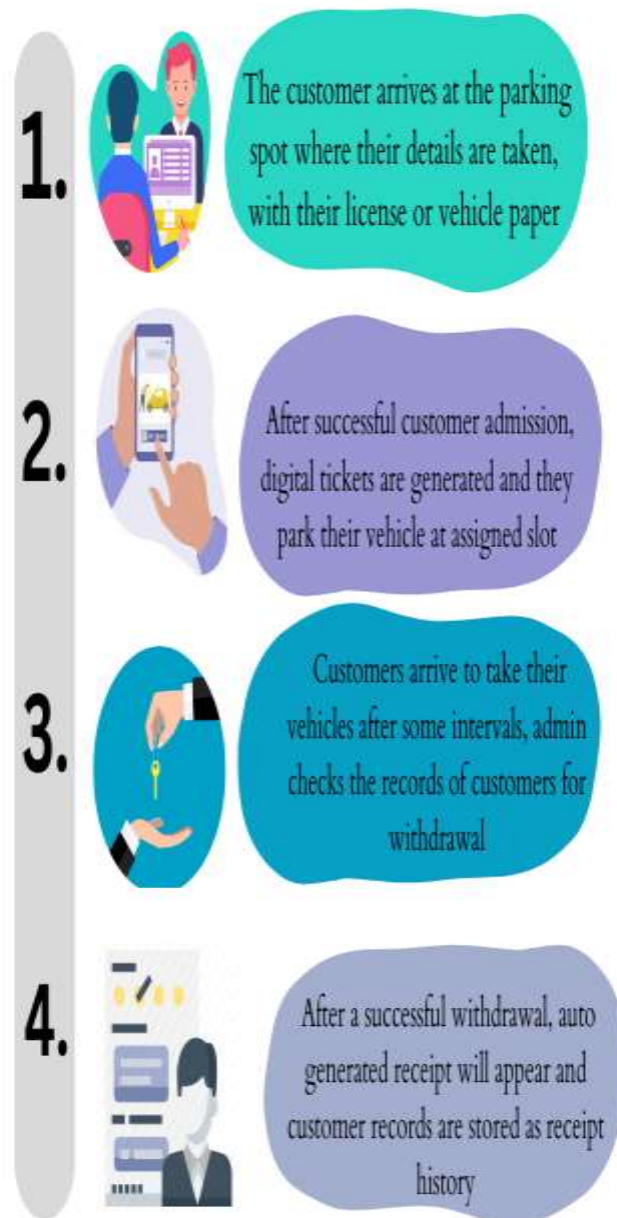 1.
The customer arrives at the parking
spot where their details are taken,
with their license or vehicle paper
2.
After successful customer admission,
digital tickets are generated and they
park their vehicle at assigned slot
3.
Customers arrive to take their
vehicles after some intervals, admin
checks the records of customers for
withdrawal
4.
After a successful withdrawal, auto
generated receipt will appear and
customer records are stored as receipt
history